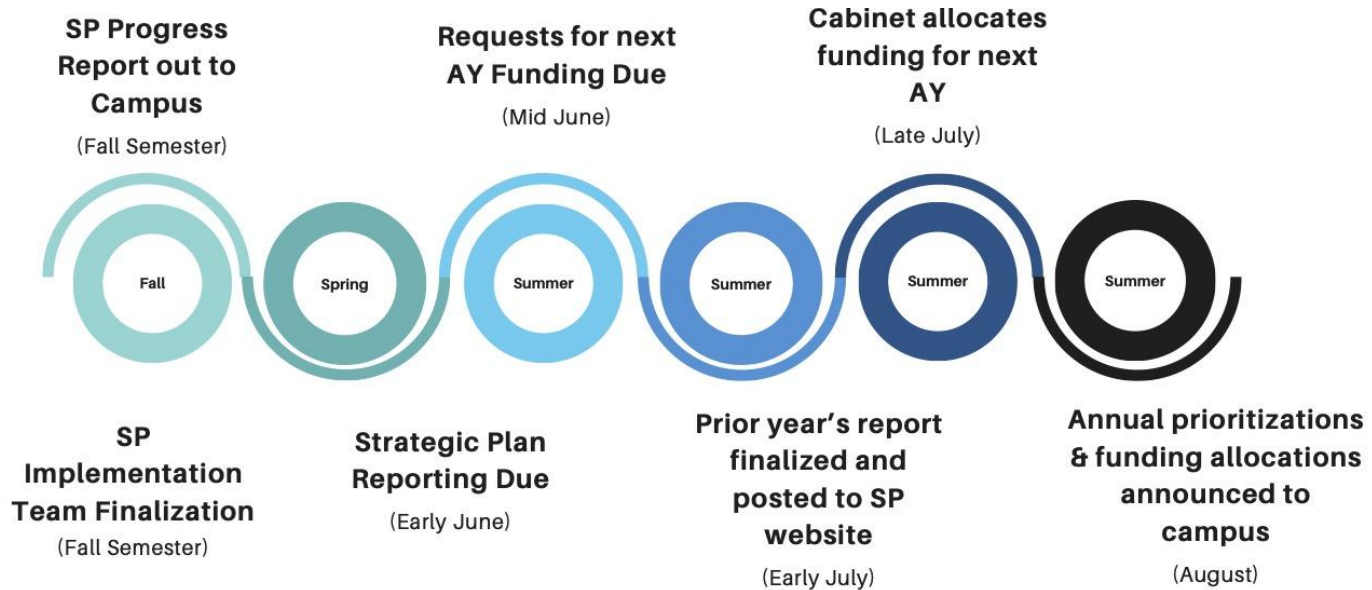 SP Progress
Report out to
Campus
(Fall Semester)
Requests for next
AY Funding Due
(Mid June)
Cabinet allocates
funding for next
AY
(Late July)
Fall
Spring
Summer
Summer
Summer
Summer
SP
Implementation
Team Finalization
(Fall Semester)
Strategic Plan
Reporting Due
(Early June)
Prior year’s report
finalized and
posted to SP
website
(Early July)
Annual prioritizations
& funding allocations
announced to
campus
(August)